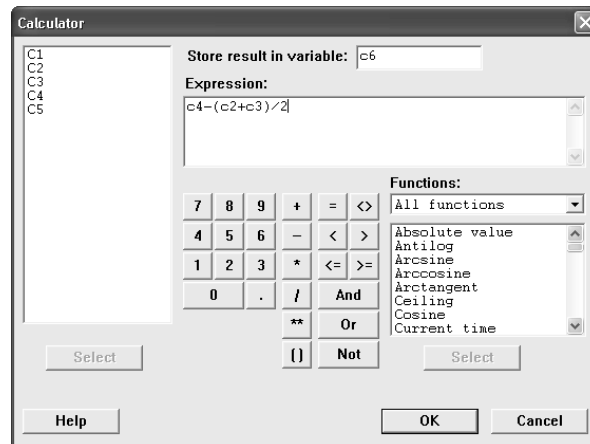 Calculator
C1
C2
C3
C4
C5
Store result in variable: c6
Expression:
c4-(c2+c3)/2
Functions:
All functions
7 8 9 + = <>
4 5 6 - < >
1 2 3 * <= >=
0 . / And
** Or
() Not
Absolute value
Antilog
Arcsine
Arccosine
Arctangent
Ceiling
Cosine
Current time
Select
Select
Help
OK
Cancel